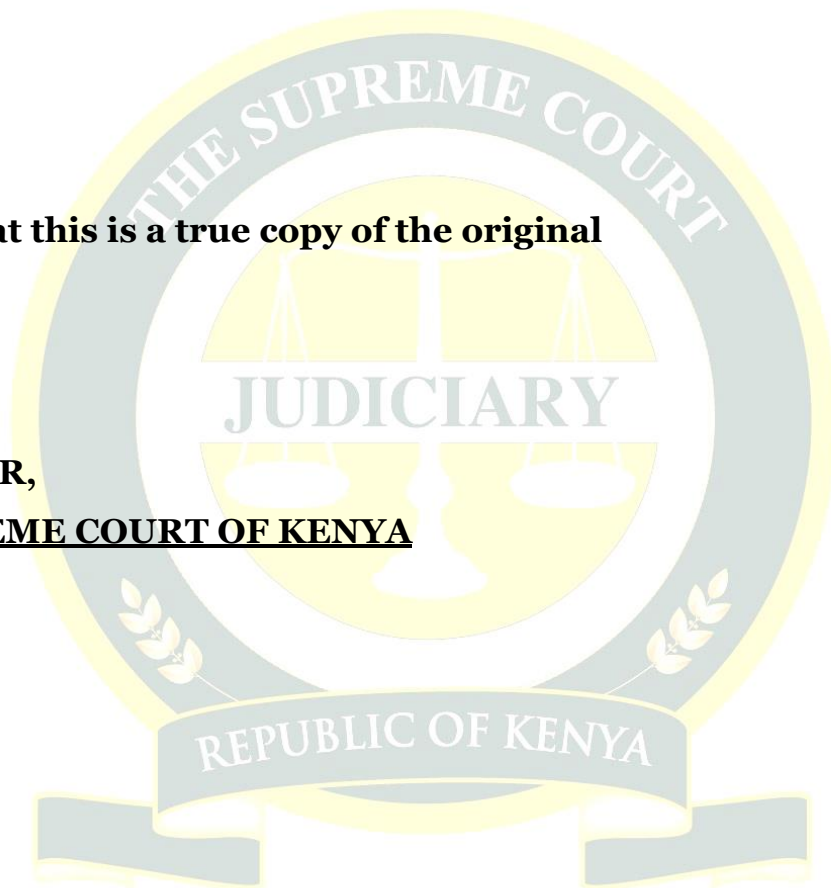 THE SUPREME COURT
at this is a true copy of the original
JUDICIARY
R,
EME COURT OF KENYA
REPUBLIC OF KENYA